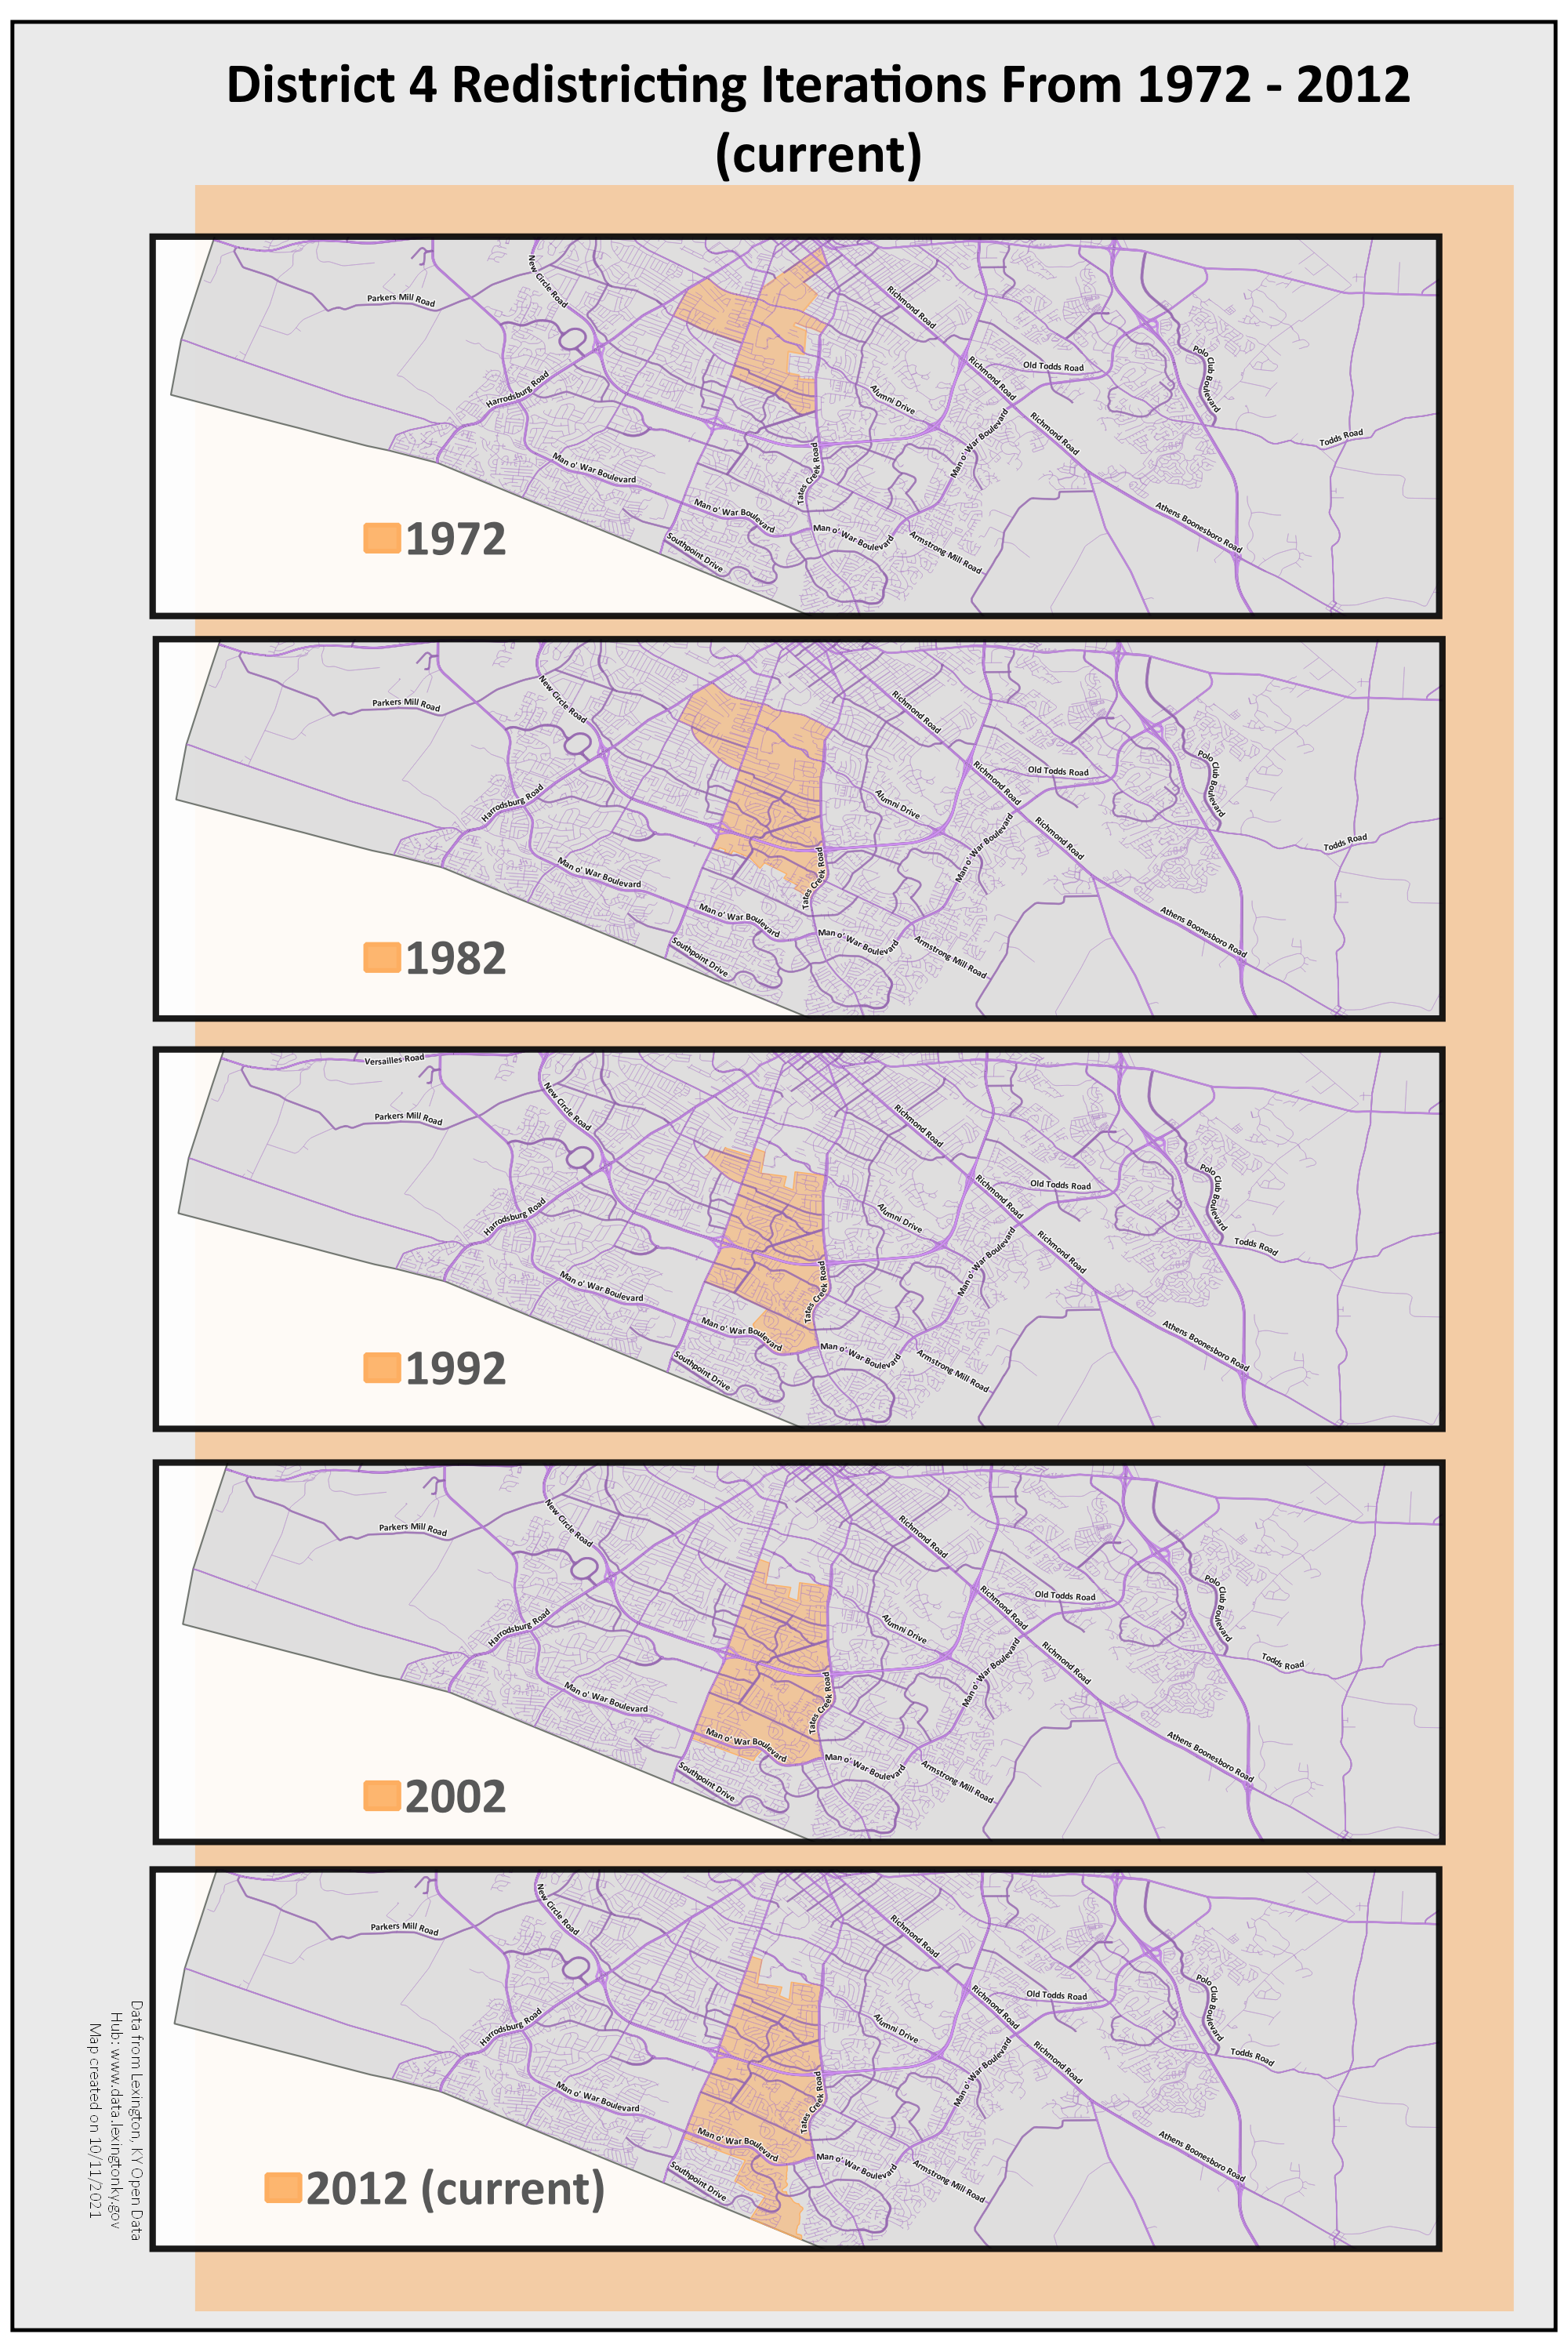 District 4 Redistricting Iterations From 1972 - 2012
(current)
New Circle Road
Parkers Mill Road
Richmond Road
Harrodsburg Road
Richmond Road
Old Todds Road
Polo Club Boulevard
Alumni Drive
Man o' War Boulevard
Richmond Road
Todds Road
Man o' War Boulevard
Tates Creek Road
Man o' War Boulevard
Man o' War Boulevard
Athens Boonesboro Road
Southpoint Drive
Armstrong Mill Road
1972
New Circle Road
Parkers Mill Road
Richmond Road
Harrodsburg Road
Richmond Road
Old Todds Road
Polo Club Boulevard
Alumni Drive
Man o' War Boulevard
Richmond Road
Todds Road
Man o' War Boulevard
Tates Creek Road
Man o' War Boulevard
Man o' War Boulevard
Athens Boonesboro Road
Southpoint Drive
Armstrong Mill Road
1982
Versailles Road
New Circle Road
Parkers Mill Road
Richmond Road
Harrodsburg Road
Richmond Road
Old Todds Road
Polo Club Boulevard
Alumni Drive
Man o' War Boulevard
Richmond Road
Todds Road
Man o' War Boulevard
Tates Creek Road
Man o' War Boulevard
Man o' War Boulevard
Athens Boonesboro Road
Southpoint Drive
Armstrong Mill Road
1992
New Circle Road
Parkers Mill Road
Richmond Road
Harrodsburg Road
Richmond Road
Old Todds Road
Polo Club Boulevard
Alumni Drive
Man o' War Boulevard
Richmond Road
Todds Road
Man o' War Boulevard
Tates Creek Road
Man o' War Boulevard
Man o' War Boulevard
Athens Boonesboro Road
Southpoint Drive
Armstrong Mill Road
2002
New Circle Road
Parkers Mill Road
Richmond Road
Harrodsburg Road
Richmond Road
Old Todds Road
Polo Club Boulevard
Alumni Drive
Man o' War Boulevard
Richmond Road
Todds Road
Man o' War Boulevard
Tates Creek Road
Man o' War Boulevard
Man o' War Boulevard
Athens Boonesboro Road
Southpoint Drive
Armstrong Mill Road
2012 (current)
Data from Lexington, KY Open Data
Hub: www.data.lexingtonky.gov
Map created on 10/11/2021